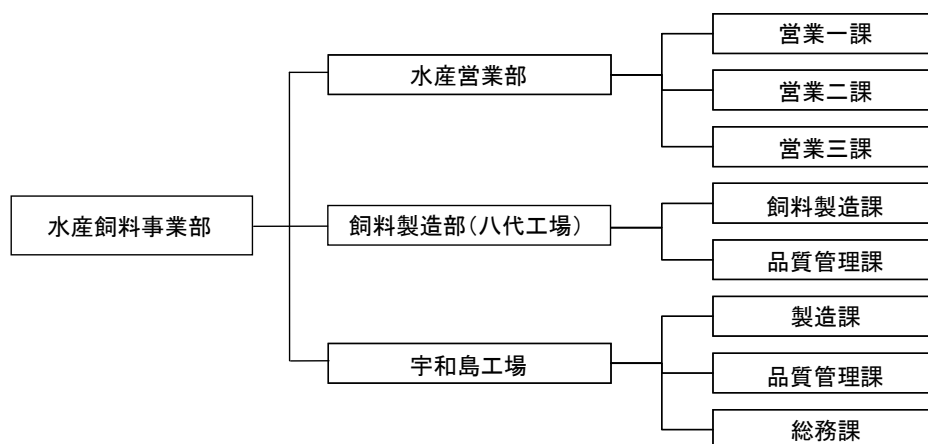 水産飼料事業部
水産営業部
営業一課
営業二課
営業三課
飼料製造部(八代工場)
飼料製造課
品質管理課
宇和島工場
製造課
品質管理課
総務課